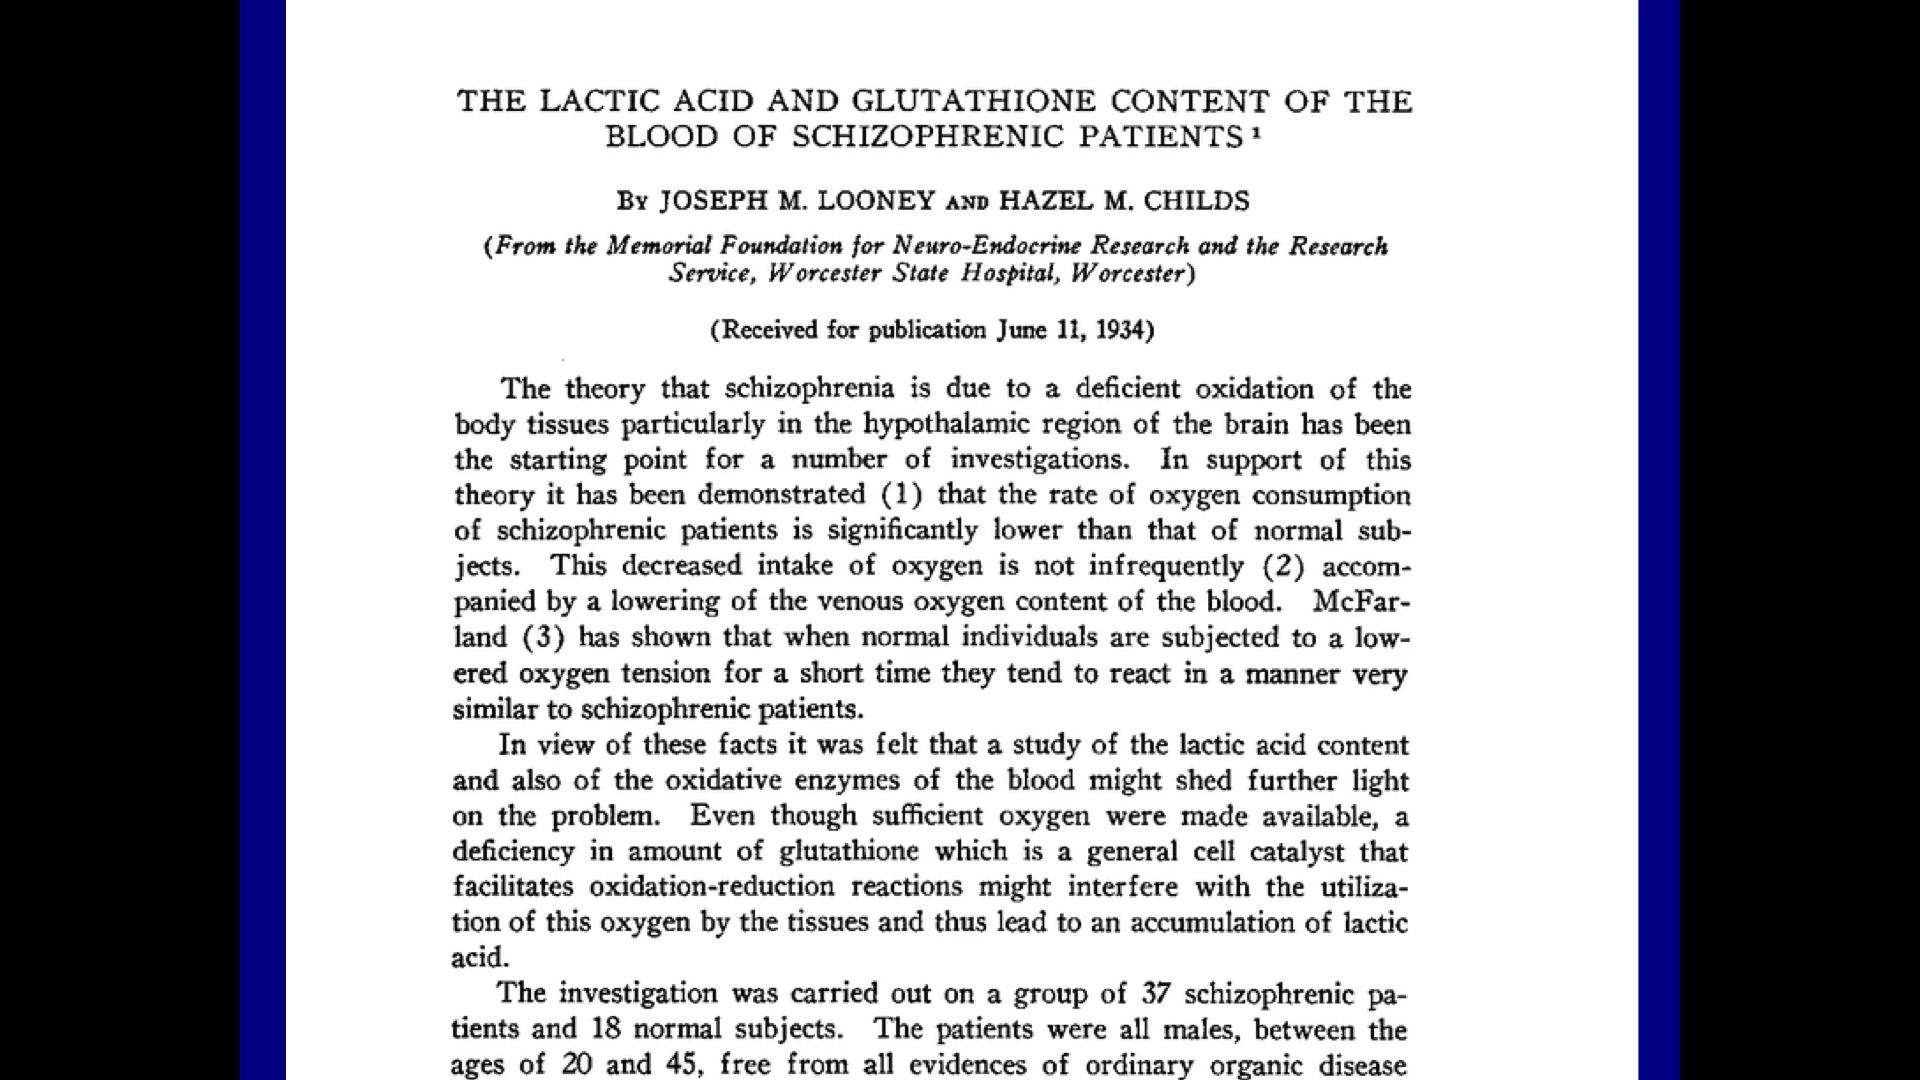 THE LACTIC ACID AND GLUTATHIONE CONTENT OF THE
BLOOD OF SCHIZOPHRENIC PATIENTS ¹
By JOSEPH M. LOONEY AND HAZEL M. CHILDS
(From the Memorial Foundation for Neuro-Endocrine Research and the Research
Service, Worcester State Hospital, Worcester)
(Received for publication June 11, 1934)
The theory that schizophrenia is due to a deficient oxidation of the
body tissues particularly in the hypothalamic region of the brain has been
the starting point for a number of investigations. In support of this
theory it has been demonstrated (1) that the rate of oxygen consumption
of schizophrenic patients is significantly lower than that of normal sub-
jects. This decreased intake of oxygen is not infrequently (2) accom-
panied by a lowering of the venous oxygen content of the blood. McFar-
land (3) has shown that when normal individuals are subjected to a low-
ered oxygen tension for a short time they tend to react in a manner very
similar to schizophrenic patients.
In view of these facts it was felt that a study of the lactic acid content
and also of the oxidative enzymes of the blood might shed further light
on the problem. Even though sufficient oxygen were made available, a
deficiency in amount of glutathione which is a general cell catalyst that
facilitates oxidation-reduction reactions might interfere with the utiliza-
tion of this oxygen by the tissues and thus lead to an accumulation of lactic
acid.
The investigation was carried out on a group of 37 schizophrenic pa-
tients and 18 normal subjects. The patients were all males, between the
ages of 20 and 45, free from all evidences of ordinary organic disease